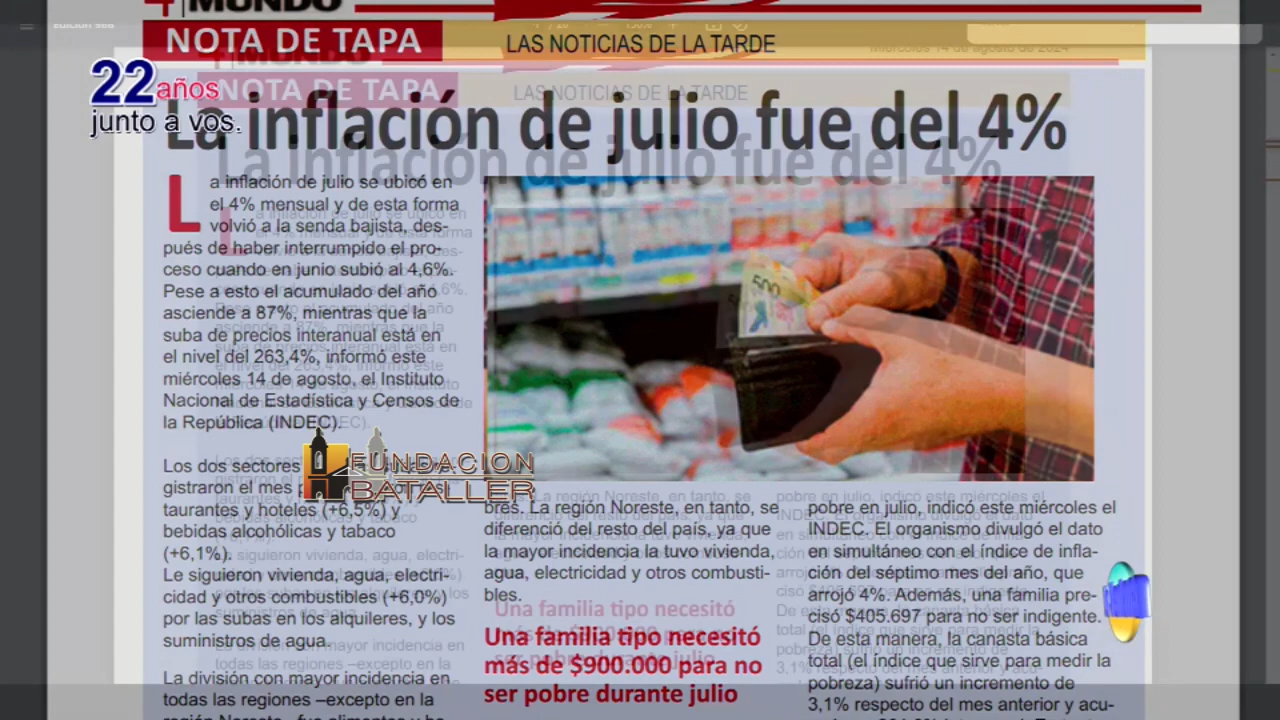 MUNDO
NOTA DE TAPA
LAS NOTICIAS DE LA TARDE
22 años
junto a vos.
La inflación de julio fue del 4%
La inflación de julio se ubicó en
el 4% mensual y de esta forma
volvió a la senda bajista, des-
pués de haber interrumpido el pro-
ceso cuando en junio subió al 4,6%.
Pese a esto el acumulado del año
asciende a 87%, mientras que la
suba de precios interanual está en
el nivel del 263,4%, informó este
miércoles 14 de agosto, el Instituto
Nacional de Estadística y Censos de
la República (INDEC).
Los dos sectores
gistraron el mes
taurantes y hoteles (+6,5%) y
bebidas alcohólicas y tabaco
(+6,1%).
Le siguieron vivienda, agua, electri-
cidad y otros combustibles (+6,0%)
por las subas en los alquileres, y los
suministros de agua.
La división con mayor incidencia en
todas las regiones –excepto en la
FUNDACION
BATALLER
500
bres. La región Noreste, en tanto, se
diferenció del resto del país, ya que
la mayor incidencia la tuvo vivienda,
agua, electricidad y otros combusti-
bles.
Una familia tipo necesitó
más de $900.000 para no
ser pobre durante julio
pobre en julio, indicó este miércoles el
INDEC. El organismo divulgó el dato
en simultáneo con el índice de infla-
ción del séptimo mes del año, que
arrojó 4%. Además, una familia pre-
cisó $405.697 para no ser indigente.
De esta manera, la canasta básica
total (el índice que sirve para medir la
pobreza) sufrió un incremento de
3,1% respecto del mes anterior y acu-